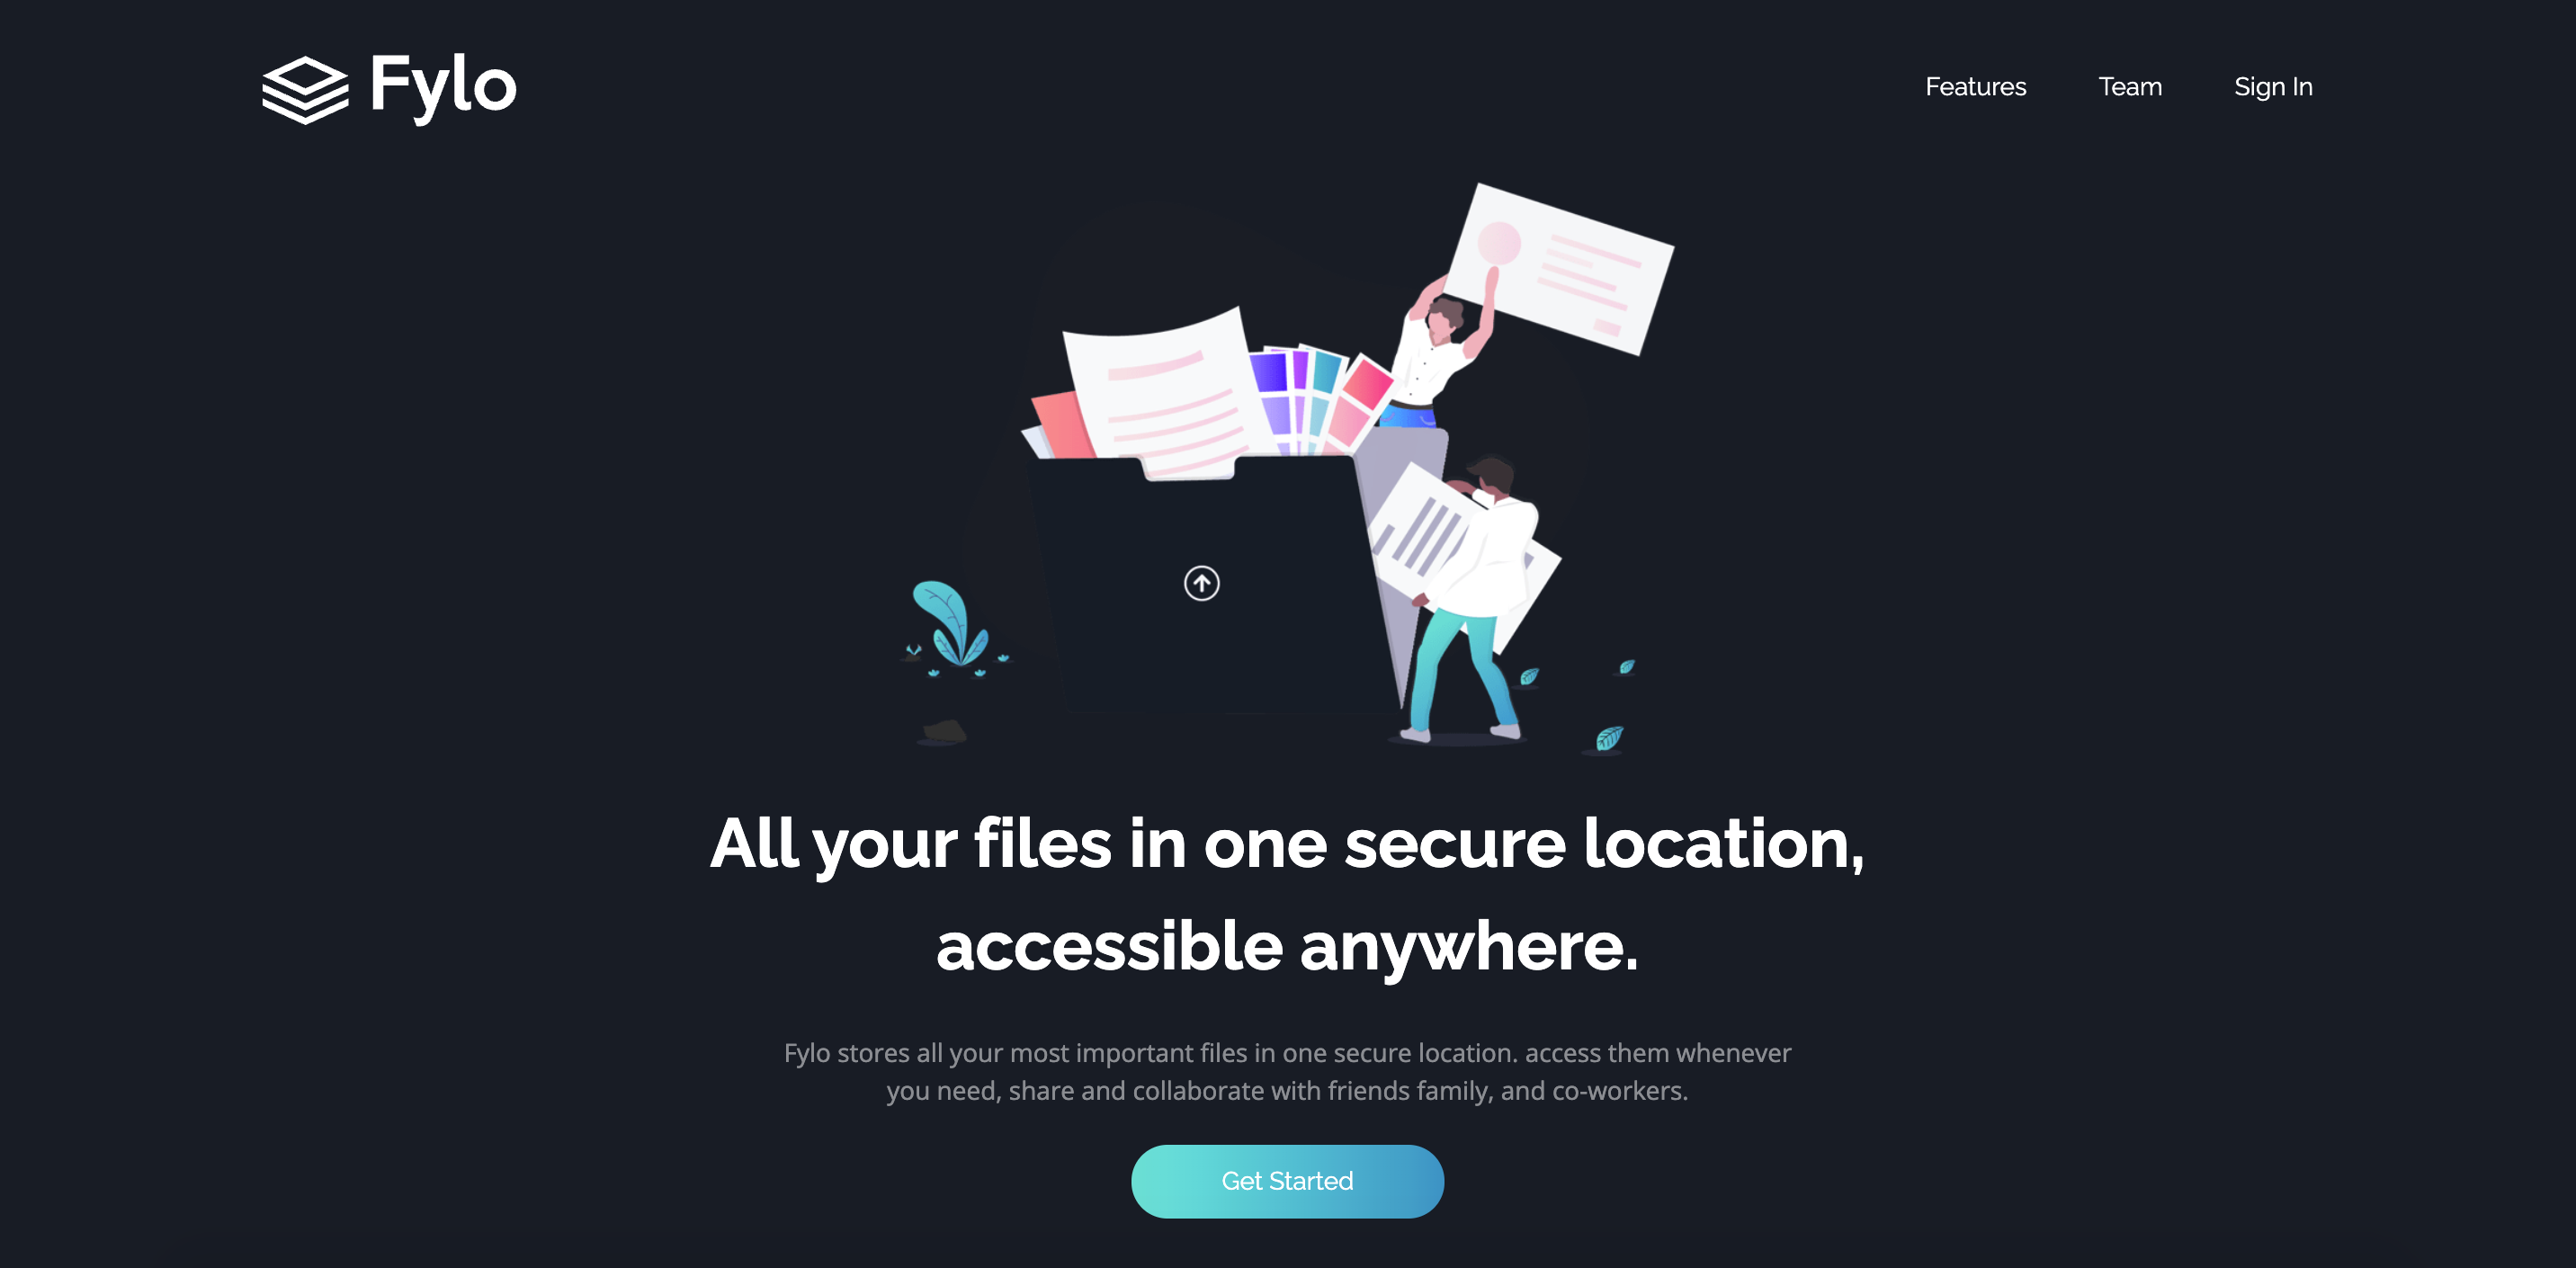 Fylo
Features
Team
Sign In
All your files in one secure location,
accessible anywhere.
Fylo stores all your most important files in one secure location. access them whenever
you need, share and collaborate with friends family, and co-workers.
Get Started